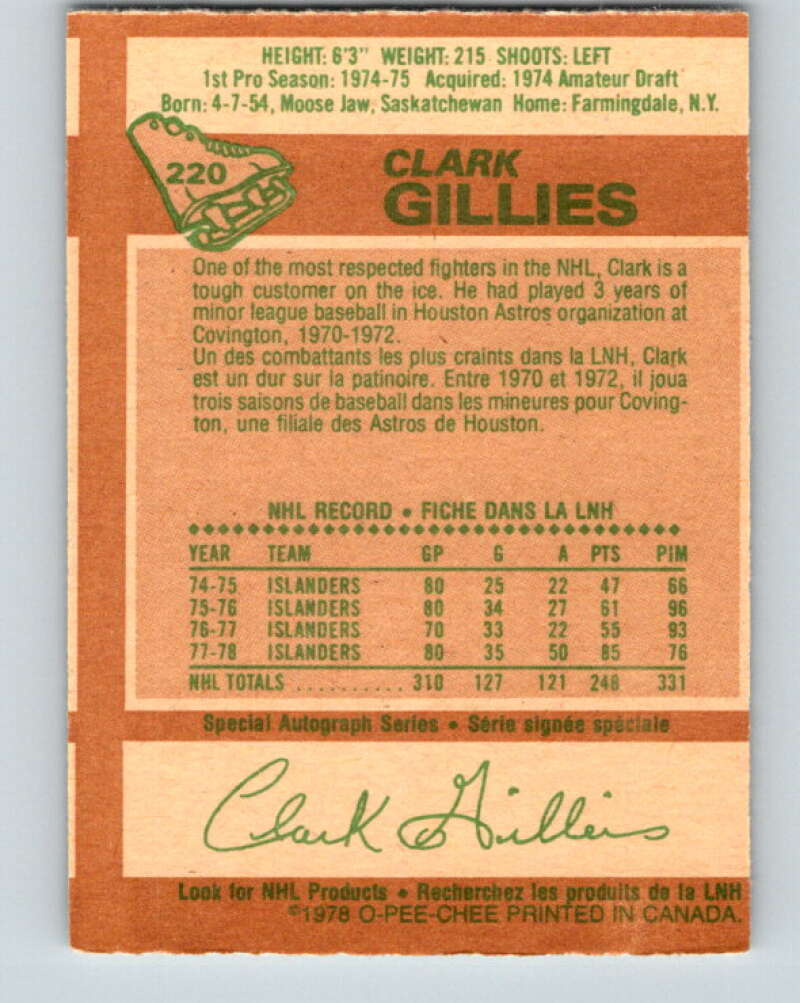 HEIGHT: 6'3" WEIGHT: 215 SHOOTS: LEFT
1st Pro Season: 1974-75 Acquired: 1974 Amateur Draft
Born: 4-7-54, Moose Jaw, Saskatchewan Home: Farmingdale, N.Y.
220
CLARK
GILLIES
One of the most respected fighters in the NHL, Clark is a
tough customer on the ice. He had played 3 years of
minor league baseball in Houston Astros organization at
Covington, 1970-1972.
Un des combattants les plus craints dans la LNH, Clark
est un dur sur la patinoire. Entre 1970 et 1972, il joua
trois saisons de baseball dans les mineures pour Coving-
ton, une filiale des Astros de Houston.
NHL RECORD • FICHE DANS LA LNH
YEAR TEAM GP G A PTS PIM
74-75 ISLANDERS 80 25 22 47 66
75-76 ISLANDERS 80 34 27 61 96
76-77 ISLANDERS 70 33 22 55 93
77-78 ISLANDERS 80 35 50 85 76
NHL TOTALS .......... 310 127 121 248 331
Special Autograph Series • Série signée spéciale
Clark Gillies
Look for NHL Products • Recherchez les produits de la LNH
©1978 O-PEE-CHEE PRINTED IN CANADA.